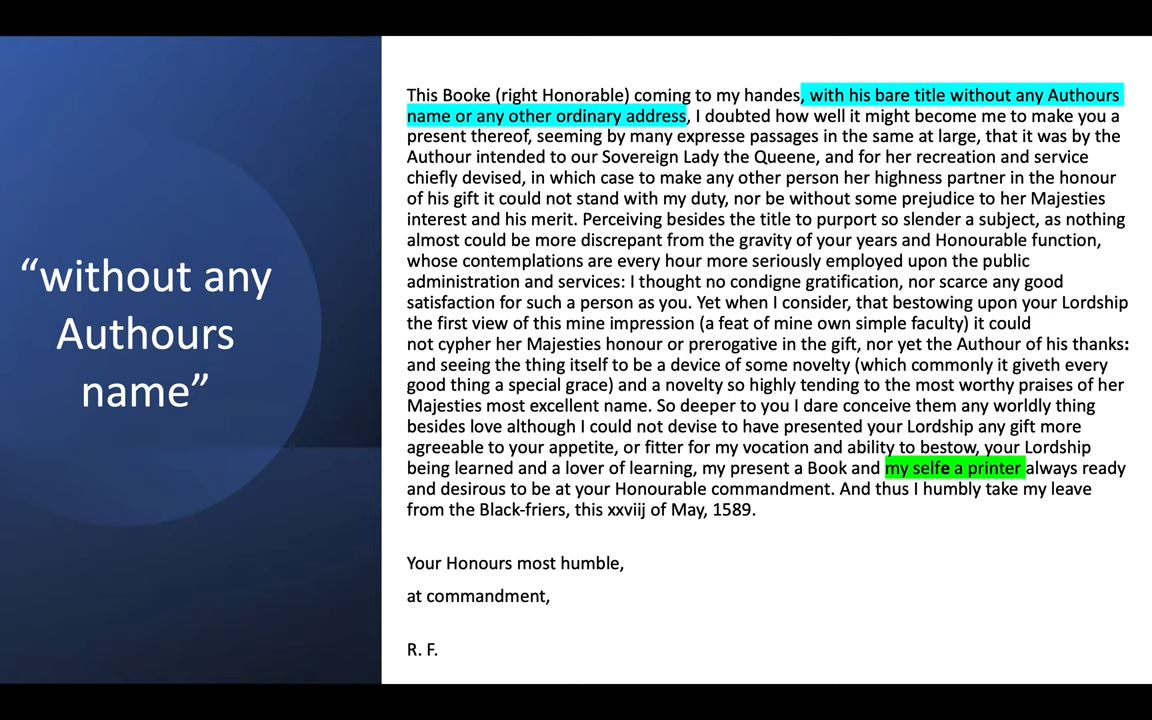 “without any
Authours
name”
This Booke (right Honorable) coming to my handes, with his bare title without any Authours
name or any other ordinary address, I doubted how well it might become me to make you a
present thereof, seeming by many expresse passages in the same at large, that it was by the
Authour intended to our Sovereign Lady the Queene, and for her recreation and service
chiefly devised, in which case to make any other person her highness partner in the honour
of his gift it could not stand with my duty, nor be without some prejudice to her Majesties
interest and his merit. Perceiving besides the title to purport so slender a subject, as nothing
almost could be more discrepant from the gravity of your years and Honourable function,
whose contemplations are every hour more seriously employed upon the public
administration and services: I thought no condigne gratification, nor scarce any good
satisfaction for such a person as you. Yet when I consider, that bestowing upon your Lordship
the first view of this mine impression (a feat of mine own simple faculty) it could
not cypher her Majesties honour or prerogative in the gift, nor yet the Authour of his thanks:
and seeing the thing itself to be a device of some novelty (which commonly it giveth every
good thing a special grace) and a novelty so highly tending to the most worthy praises of her
Majesties most excellent name. So deeper to you I dare conceive them any worldly thing
besides love although I could not devise to have presented your Lordship any gift more
agreeable to your appetite, or fitter for my vocation and ability to bestow, your Lordship
being learned and a lover of learning, my present a Book and my selfe a printer always ready
and desirous to be at your Honourable commandment. And thus I humbly take my leave
from the Black-friers, this xxviij of May, 1589.
Your Honours most humble,
at commandment,
R. F.